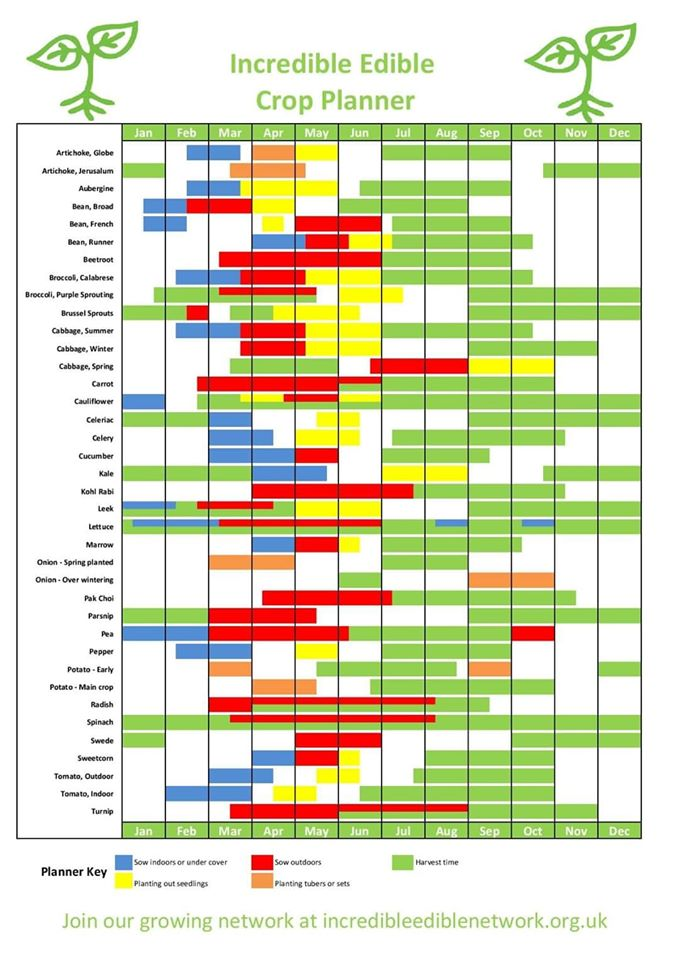 Incredible Edible
Crop Planner
Jan Feb Mar Apr May Jun Jul Aug Sep Oct Nov Dec
Artichoke, Globe
Artichoke, Jerusalum
Aubergine
Bean, Broad
Bean, French
Bean, Runner
Beetroot
Broccoli, Calabrese
Broccoli, Purple Sprouting
Brussel Sprouts
Cabbage, Summer
Cabbage, Winter
Cabbage, Spring
Carrot
Cauliflower
Celeriac
Celery
Cucumber
Kale
Kohl Rabi
Leek
Lettuce
Marrow
Onion - Spring planted
Onion - Over wintering
Pak Choi
Parsnip
Pea
Pepper
Potato - Early
Potato - Main crop
Radish
Spinach
Swede
Sweetcorn
Tomato, Outdoor
Tomato, Indoor
Turnip
Jan Feb Mar Apr May Jun Jul Aug Sep Oct Nov Dec
Planner Key
Sow indoors or under cover Sow outdoors Harvest time
Planting out seedlings Planting tubers or sets
Join our growing network at incredibleediblenetwork.org.uk